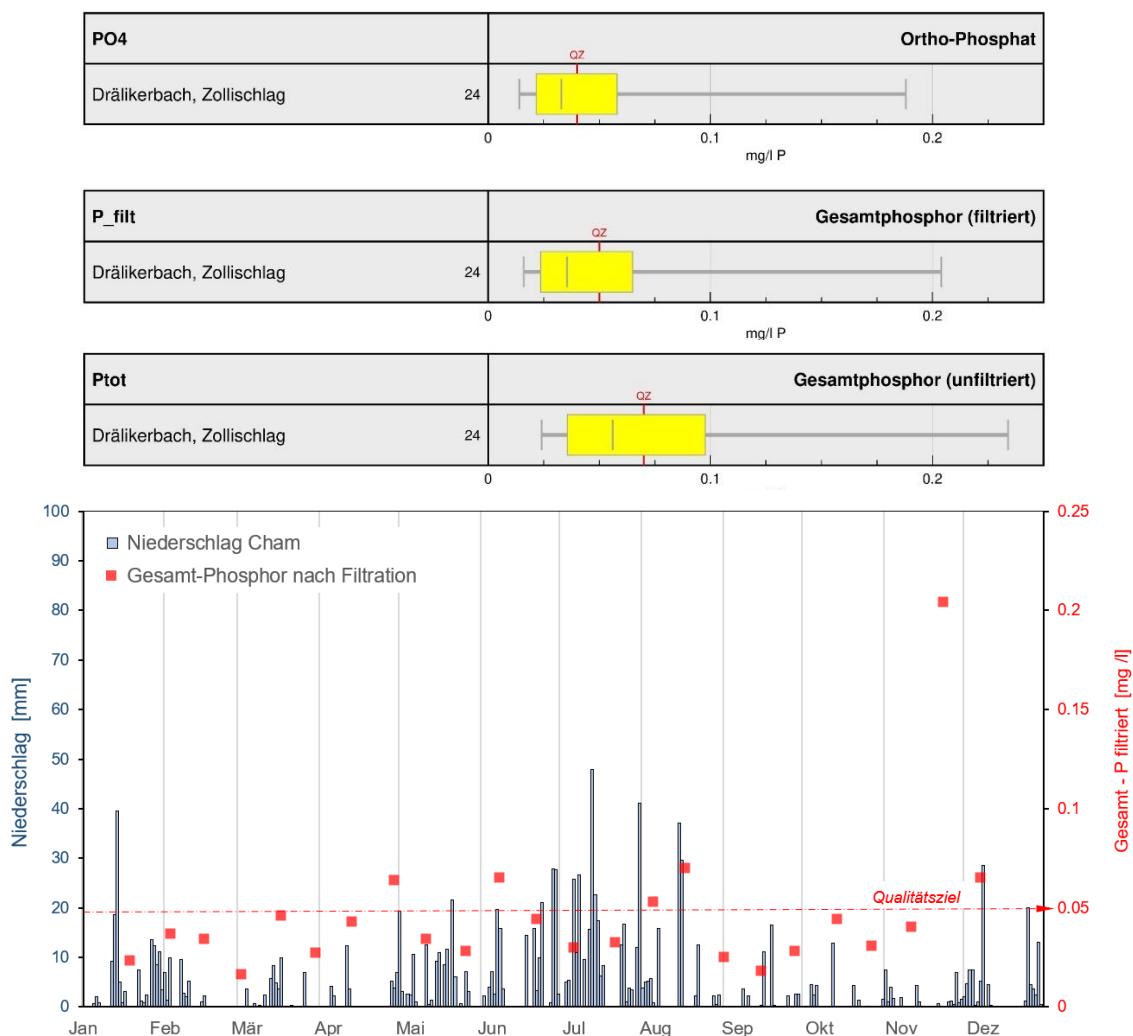 PO4 Ortho-Phosphat
QZ
Drälikerbach, Zollischlag 24
0 0.1 0.2
mg/l P
P_filt Gesamtphosphor (filtriert)
QZ
Drälikerbach, Zollischlag 24
0 0.1 0.2
mg/l P
Ptot Gesamtphosphor (unfiltriert)
QZ
Drälikerbach, Zollischlag 24
0 0.1 0.2
100 0.25
90
80 0.2
70
60 0.15
50
40 0.1
30
20 0.05
10
0 0
Niederschlag [mm]
Gesamt - P filtriert [mg /l]
Niederschlag Cham
Gesamt-Phosphor nach Filtration
Qualitätsziel
Jan Feb Mär Apr Mai Jun Jul Aug Sep Okt Nov Dez